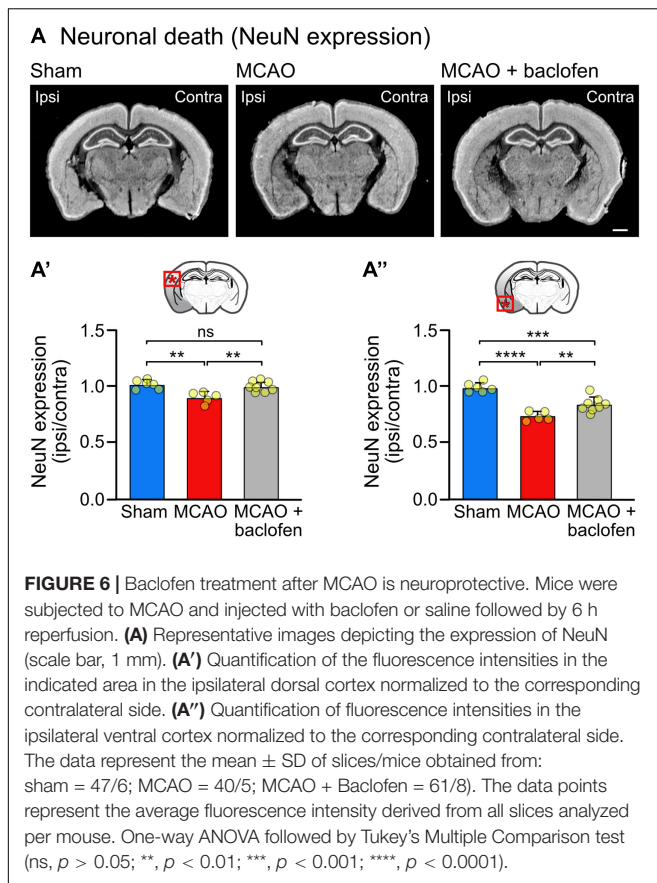 A Neuronal death (NeuN expression)
Sham MCAO MCAO + baclofen
Ipsi Contra Ipsi Contra Ipsi Contra
A′ A″
*
*
NeuN expression
(ipsi/contra)
1.5
1.0
0.5
0.0
ns
** **
Sham MCAO MCAO +
baclofen
NeuN expression
(ipsi/contra)
1.5
1.0
0.5
0.0
***
**** **
Sham MCAO MCAO +
baclofen
FIGURE 6 | Baclofen treatment after MCAO is neuroprotective. Mice were
subjected to MCAO and injected with baclofen or saline followed by 6 h
reperfusion. (A) Representative images depicting the expression of NeuN
(scale bar, 1 mm). (A′) Quantification of the fluorescence intensities in the
indicated area in the ipsilateral dorsal cortex normalized to the corresponding
contralateral side. (A″) Quantification of fluorescence intensities in the
ipsilateral ventral cortex normalized to the corresponding contralateral side.
The data represent the mean ± SD of slices/mice obtained from:
sham = 47/6; MCAO = 40/5; MCAO + Baclofen = 61/8). The data points
represent the average fluorescence intensity derived from all slices analyzed
per mouse. One-way ANOVA followed by Tukey's Multiple Comparison test
(ns, p > 0.05; **, p < 0.01; ***, p < 0.001; ****, p < 0.0001).